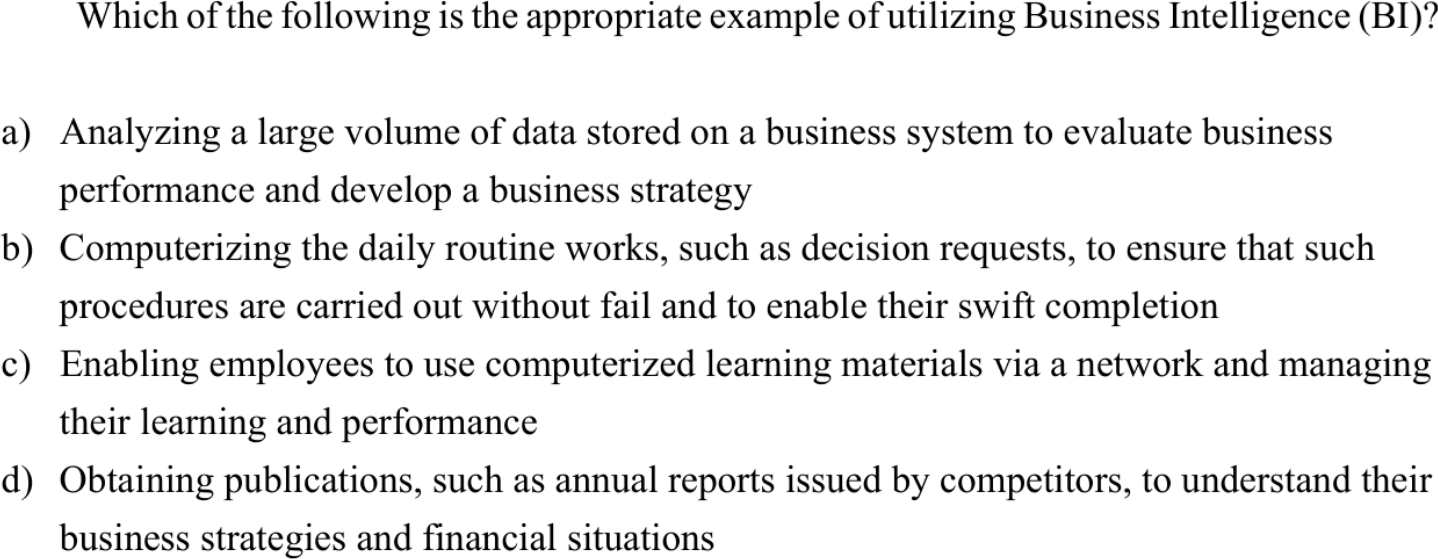 Which of the following is the appropriate example of utilizing Business Intelligence (BI)?
a) Analyzing a large volume of data stored on a business system to evaluate business
performance and develop a business strategy
b) Computerizing the daily routine works, such as decision requests, to ensure that such
procedures are carried out without fail and to enable their swift completion
c) Enabling employees to use computerized learning materials via a network and managing
their learning and performance
d) Obtaining publications, such as annual reports issued by competitors, to understand their
business strategies and financial situations